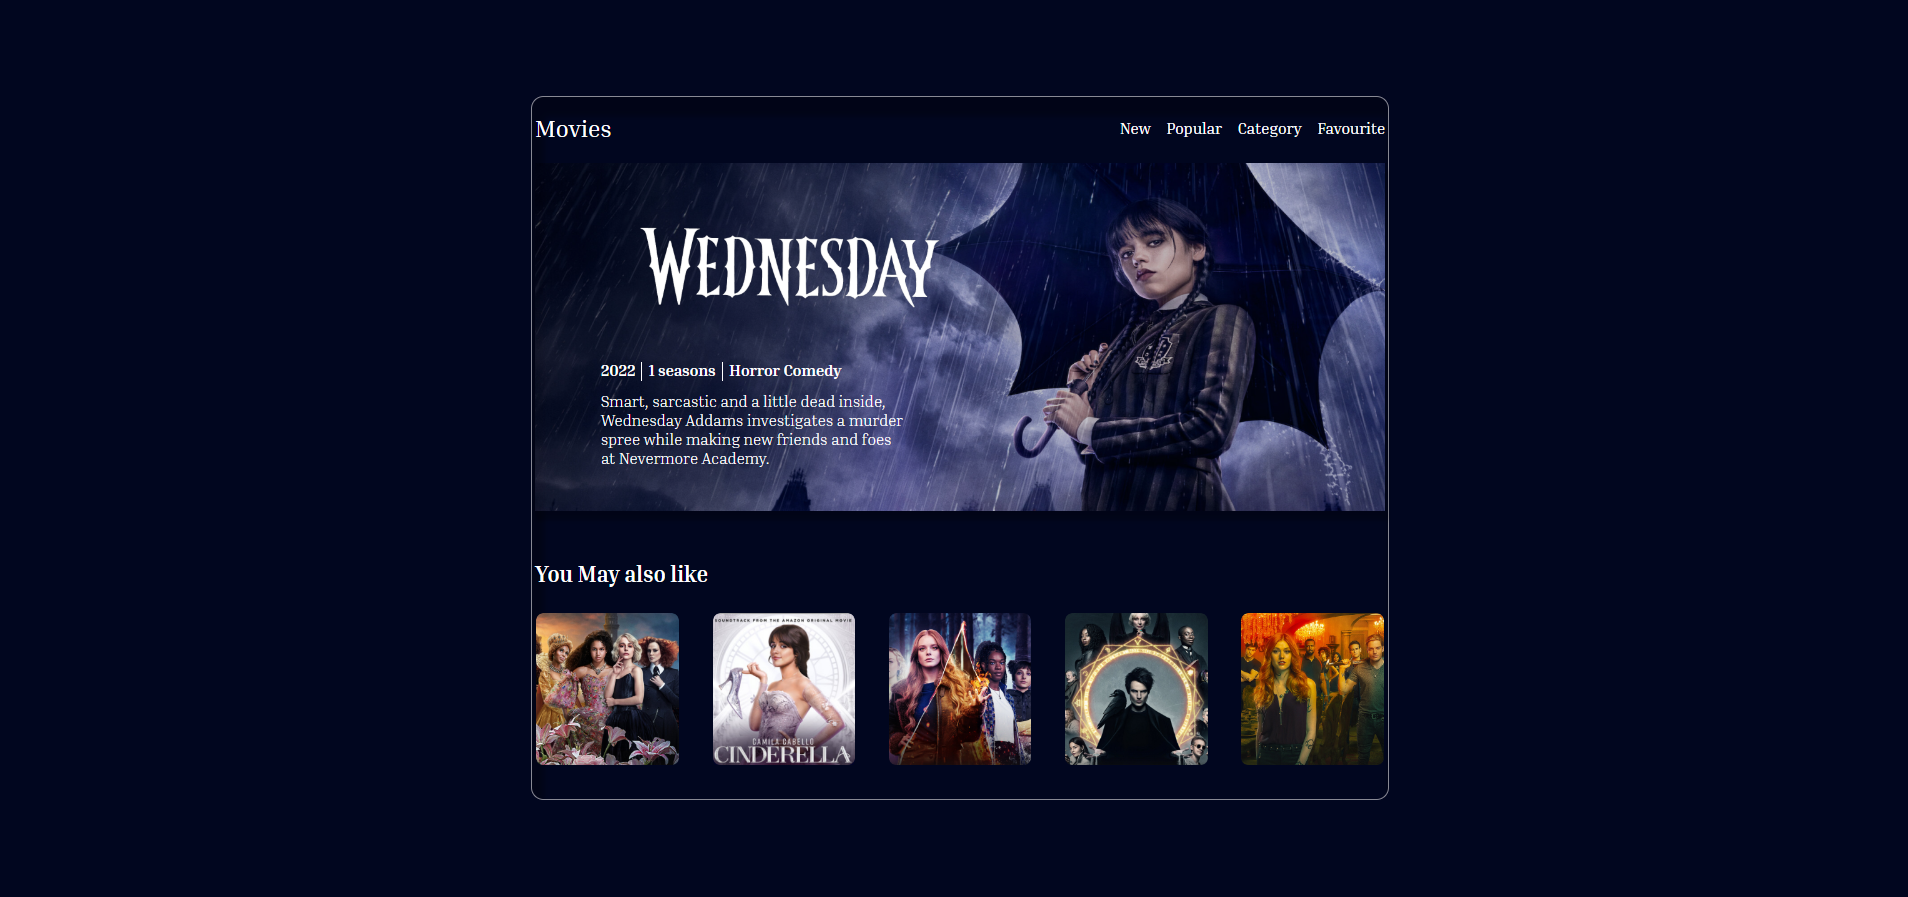 Movies
New Popular Category Favourite
WEDNESDAY
2022 | 1 seasons | Horror Comedy
Smart, sarcastic and a little dead inside,
Wednesday Addams investigates a murder
spree while making new friends and foes
at Nevermore Academy.
You May also like
SOUNDTRACK FROM THE AMAZON ORIGINAL MOVIE
CAMILA CABELLO
CINDERELLA